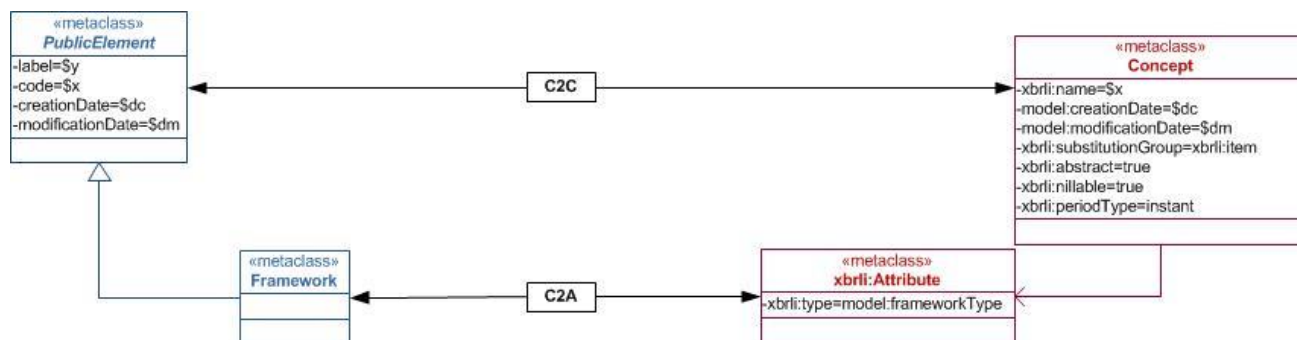 «metaclass»
PublicElement
-label=$y
-code=$x
-creationDate=$dc
-modificationDate=$dm
C2C
«metaclass»
Concept
-xbrli:name=$x
-model:creationDate=$dc
-model:modificationDate=$dm
-xbrli:substitutionGroup=xbrli:item
-xbrli:abstract=true
-xbrli:nillable=true
-xbrli:periodType=instant
«metaclass»
Framework
C2A
«metaclass»
xbrli:Attribute
-xbrli:type=model:frameworkType